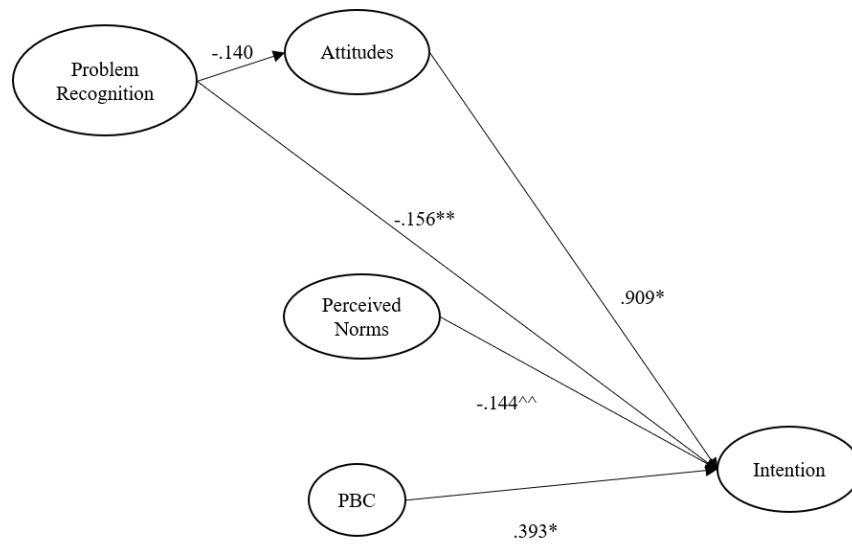 -.140
Attitudes
Problem
Recognition
-.156**
Perceived
Norms
.909*
-.144^^
Intention
PBC
.393*